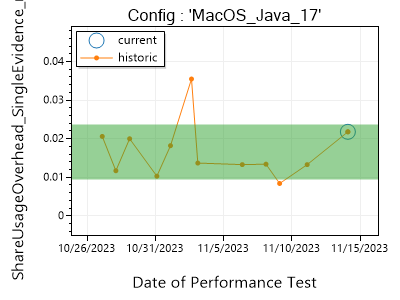 Config : 'MacOS_Java_17'
current
historic
ShareUsageOverhead_SingleEvidence_
0.04
0.03
0.02
0.01
0
10/26/2023
10/31/2023
11/5/2023
11/10/2023
11/15/2023
Date of Performance Test